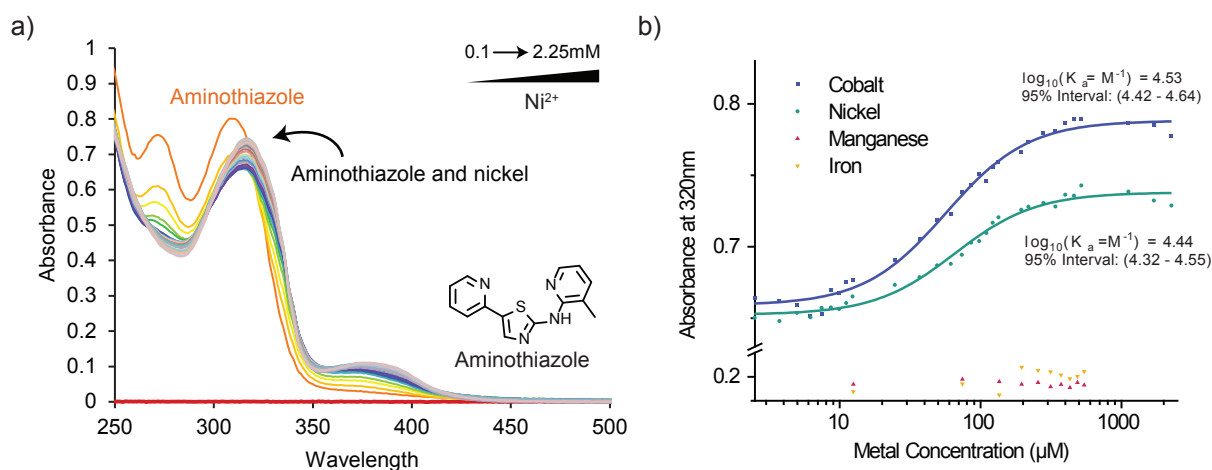 a)
1
0.9
0.8
0.7
0.6
0.5
0.4
0.3
0.2
0.1
0
250
300
350
400
450
500
Absorbance
Wavelength
Aminothiazole
0.1 → 2.25mM
Ni²⁺
Aminothiazole and nickel
N
S
N
N
NH
Aminothiazole
b)
Cobalt
Nickel
Manganese
Iron
log₁₀(K ₐ= M⁻¹) = 4.53
95% Interval: (4.42 - 4.64)
log₁₀(K ₐ =M⁻¹) = 4.44
95% Interval: (4.32 - 4.55)
0.8
0.7
0.2
10
100
1000
Absorbance at 320nm
Metal Concentration (µM)